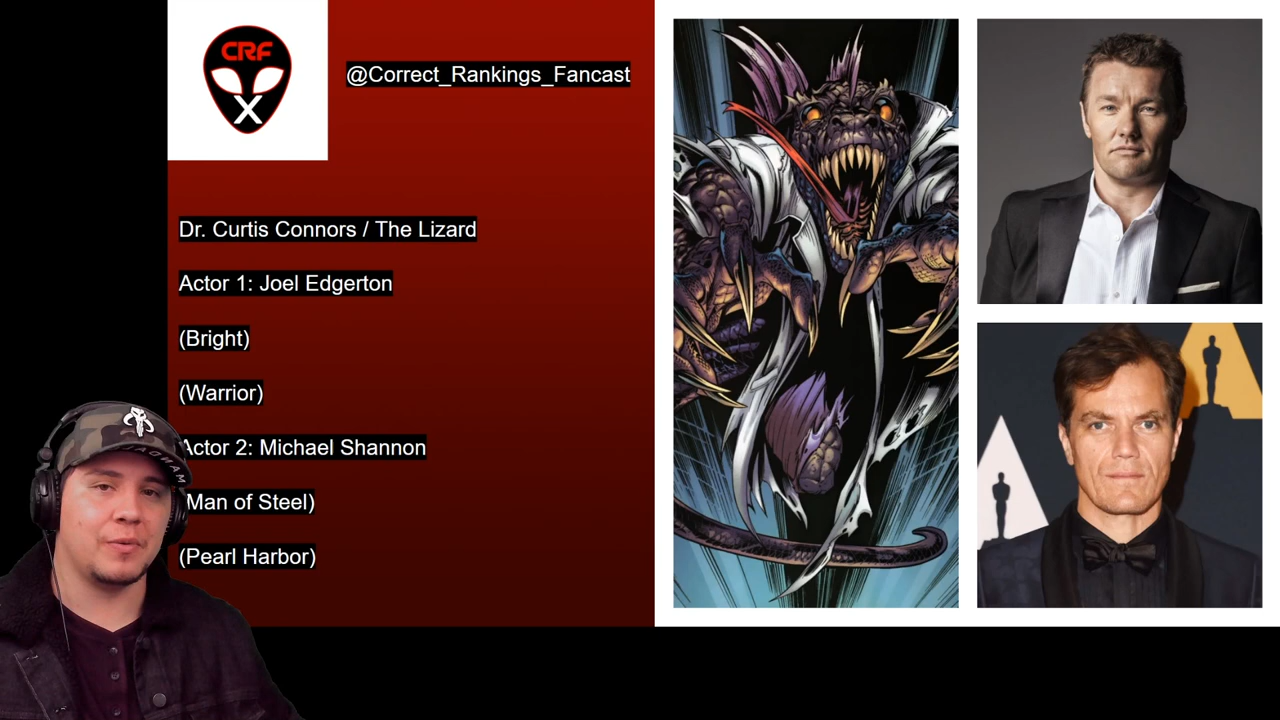 CRF
X
@Correct_Rankings_Fancast
Dr. Curtis Connors / The Lizard
Actor 1: Joel Edgerton
(Bright)
(Warrior)
Actor 2: Michael Shannon
Man of Steel)
(Pearl Harbor)